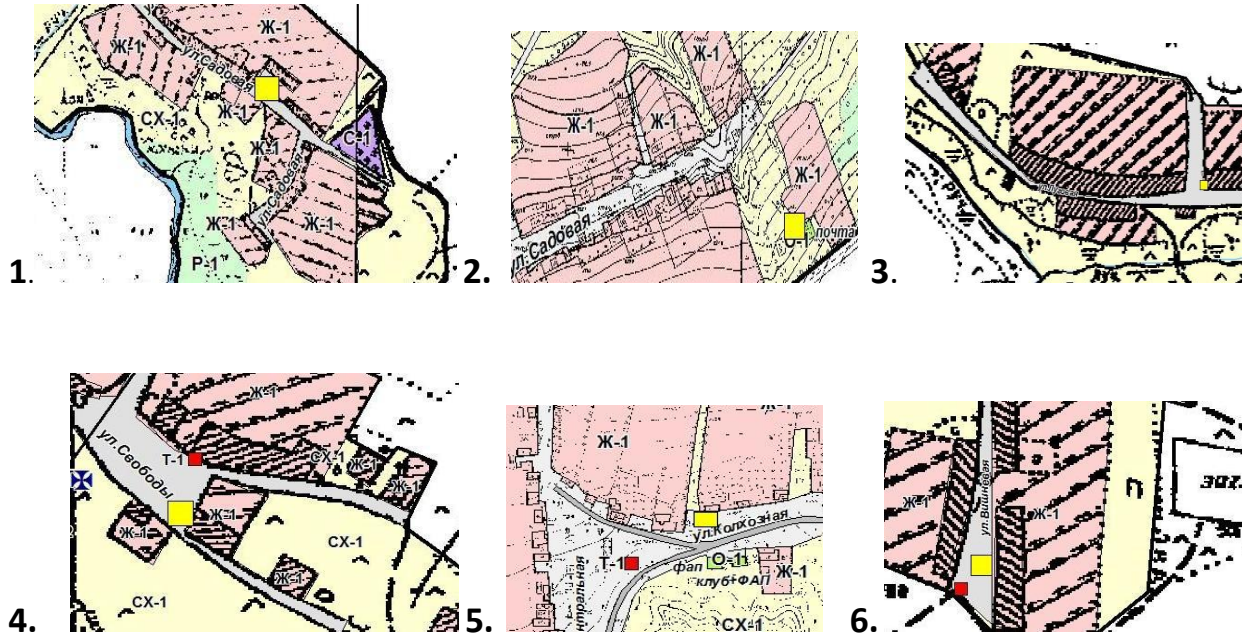 1.
Ж-1
Ж-1
ул.Садовая
СХ-1
Ж-1
С-1
Ж-1
ул.Садовая
Ж-1
Ж-1
Р-1
2.
Ж-1
Ж-1
Ж-1
Ж-1
ул.Садовая
О-1
почта
3.
4.
Ж-1
ул.Свободы
Т-1
СХ-1
Ж-1
Ж-1
Ж-1
Ж-1
СХ-1
Ж-1
СХ-1
5.
Ж-1
Ж-1
ул.Колхозная
Т-1
фап
О-1
клуб+ФАП
Ж-1
нтральная
СХ-1
6.
Ж-1
ул.Вишневая
Ж-1